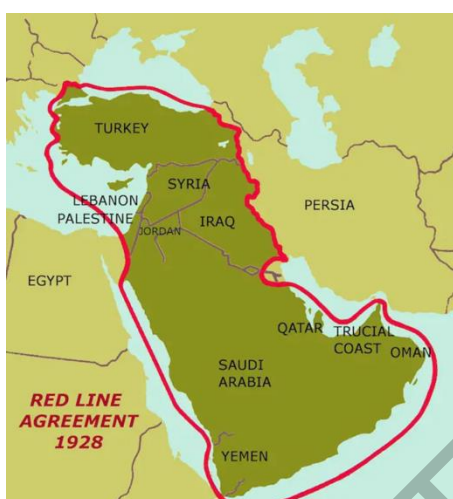 TURKEY
SYRIA
LEBANON
PALESTINE
IRAQ
PERSIA
JORDAN
EGYPT
QATAR
TRUCIAL
COAST
OMAN
SAUDI
ARABIA
RED LINE
AGREEMENT
1928
YEMEN